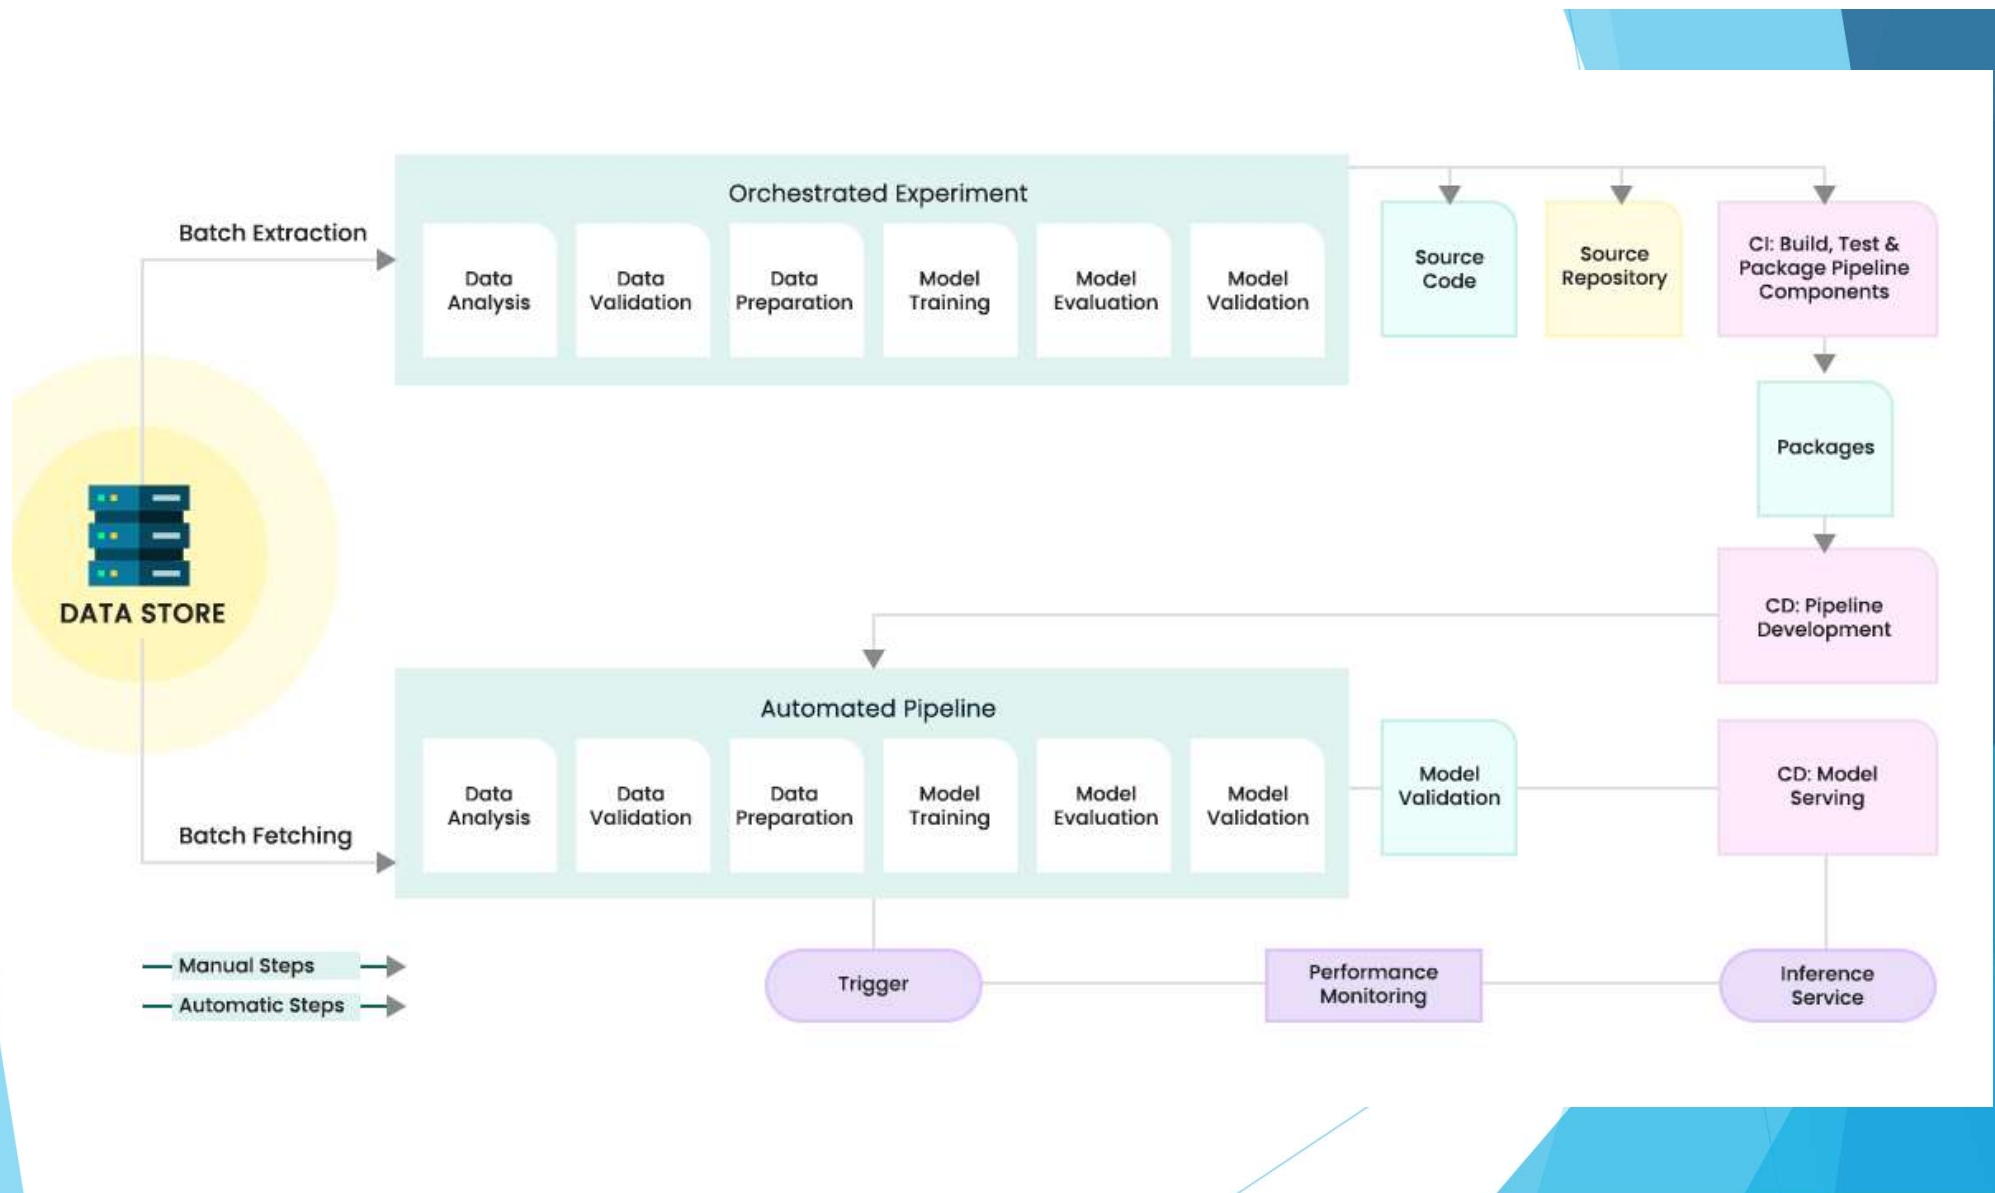 Orchestrated Experiment
Batch Extraction
Data
Analysis
Data
Validation
Data
Preparation
Model
Training
Model
Evaluation
Model
Validation
Source
Code
Source
Repository
CI: Build, Test &
Package Pipeline
Components
Packages
DATA STORE
CD: Pipeline
Development
Automated Pipeline
Batch Fetching
Data
Analysis
Data
Validation
Data
Preparation
Model
Training
Model
Evaluation
Model
Validation
Model
Validation
CD: Model
Serving
Manual Steps
Automatic Steps
Trigger
Performance
Monitoring
Inference
Service